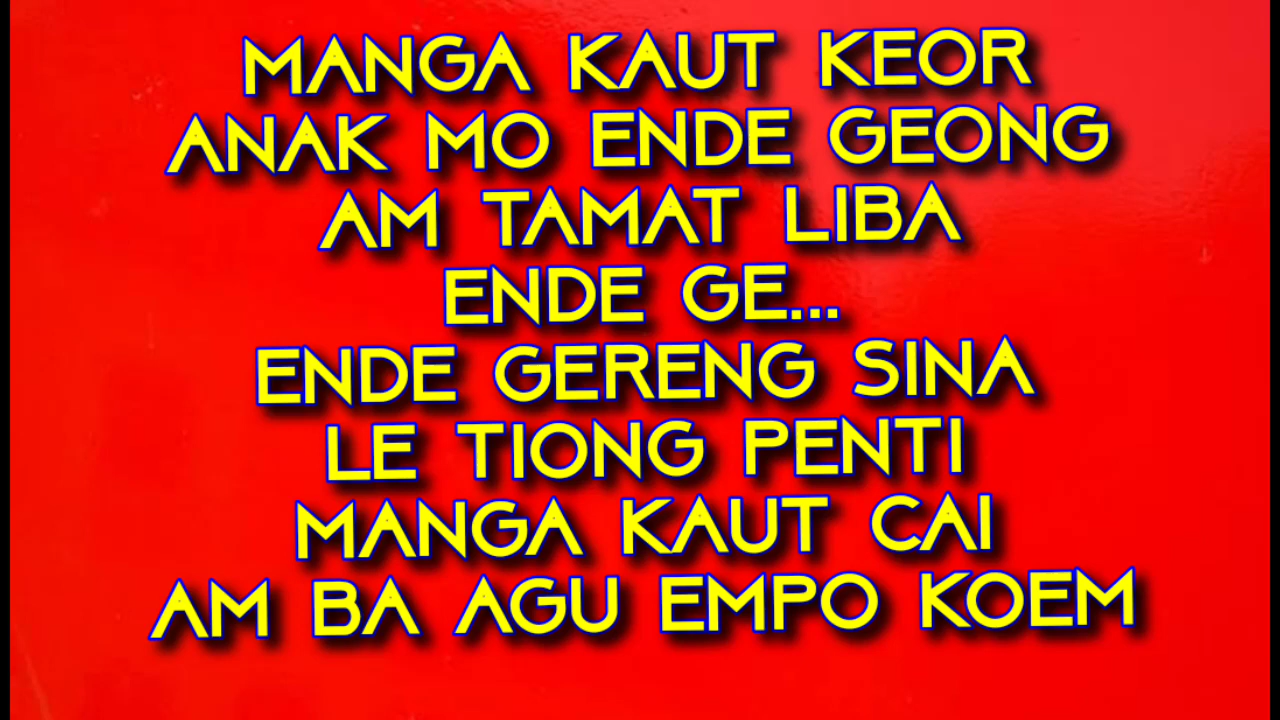 MANGA KAUT KEOR
ANAK MO ENDE GEONG
AM TAMAT LIBA
ENDE GE...
ENDE GERENG SINA
LE TIONG PENTI
MANGA KAUT CAI
AM BA AGU EMPO KOEM